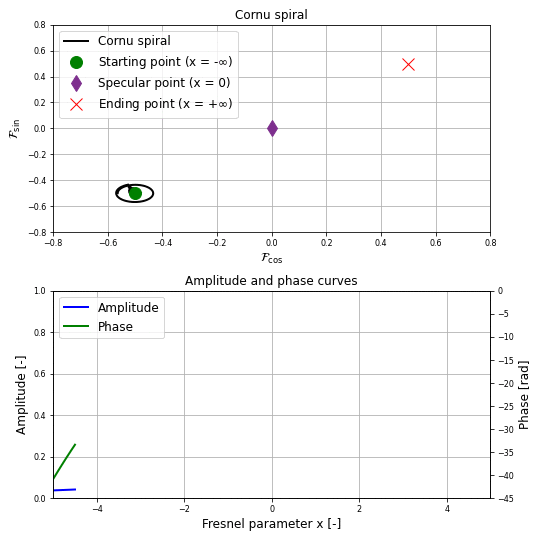 Cornu spiral
Cornu spiral
Starting point (x = -∞)
Specular point (x = 0)
Ending point (x = +∞)
0.8
0.6
0.4
0.2
0.0
−0.2
−0.4
−0.6
−0.8
ℱsin
−0.8 −0.6 −0.4 −0.2 0.0 0.2 0.4 0.6 0.8
ℱcos
Amplitude and phase curves
Amplitude
Phase
1.0
0.8
0.6
0.4
0.2
0.0
Amplitude [-]
0
−5
−10
−15
−20
−25
−30
−35
−40
−45
Phase [rad]
−4 −2 0 2 4
Fresnel parameter x [-]